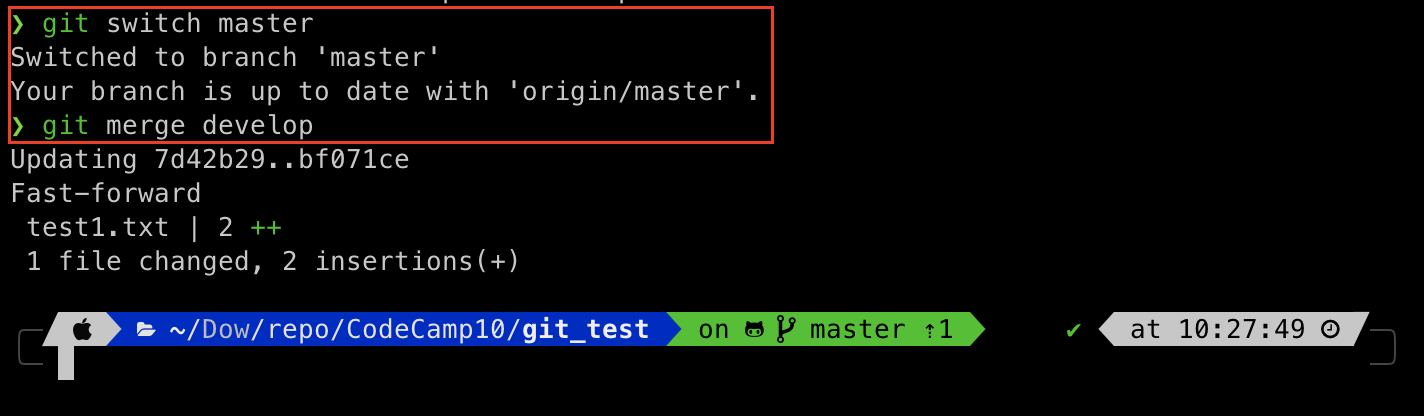 ❯ git switch master
Switched to branch 'master'
Your branch is up to date with 'origin/master'.
❯ git merge develop
Updating 7d42b29..bf071ce
Fast-forward
 test1.txt | 2 ++
 1 file changed, 2 insertions(+)
~/Dow/repo/CodeCamp10/git_test on master ⇡1 ✔ at 10:27:49